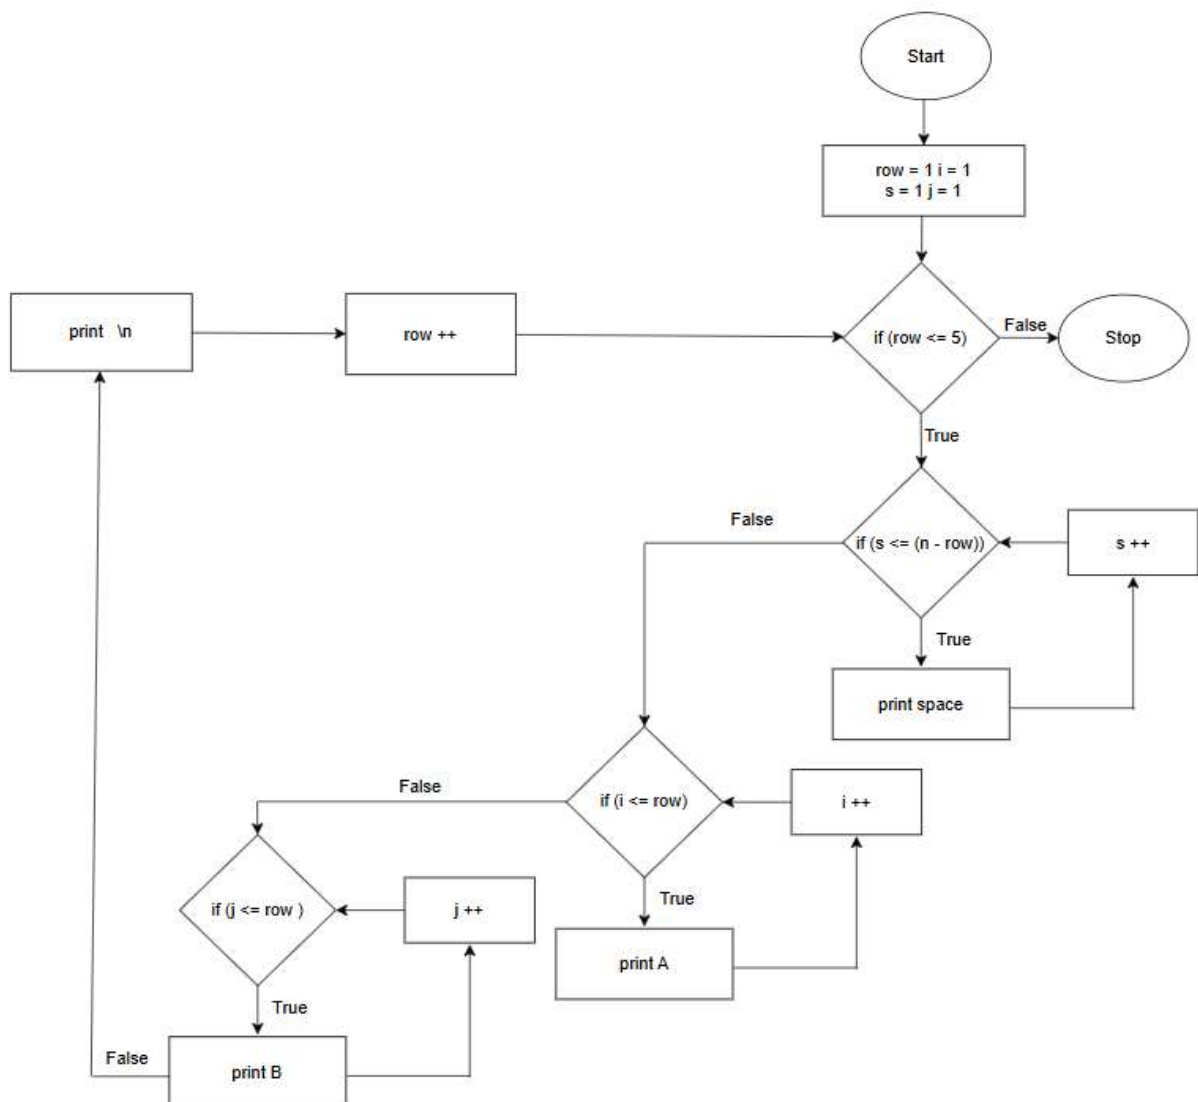 Start
row = 1 i = 1
s = 1 j = 1
print \n
row ++
if (row <= 5)
False
Stop
True
False
if (s <= (n - row))
s ++
True
print space
False
if (i <= row)
i ++
True
if (j <= row )
j ++
print A
True
False
print B